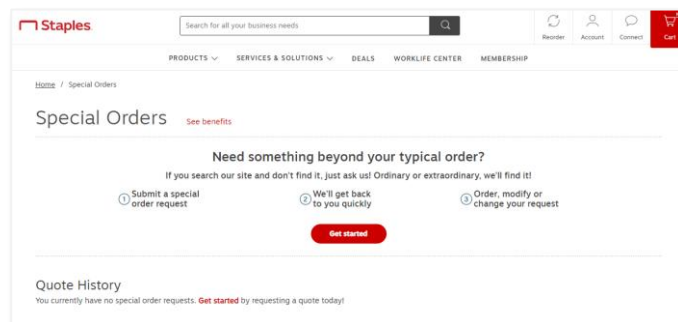 Staples
Search for all your business needs
Reorder
Account
Connect
Cart
PRODUCTS
SERVICES & SOLUTIONS
DEALS
WORKLIFE CENTER
MEMBERSHIP
Home / Special Orders
Special Orders
See benefits
Need something beyond your typical order?
If you search our site and don't find it, just ask us! Ordinary or extraordinary, we'll find it!
1 Submit a special
order request
2 We'll get back
to you quickly
3 Order, modify or
change your request
Get started
Quote History
You currently have no special order requests. Get started by requesting a quote today!